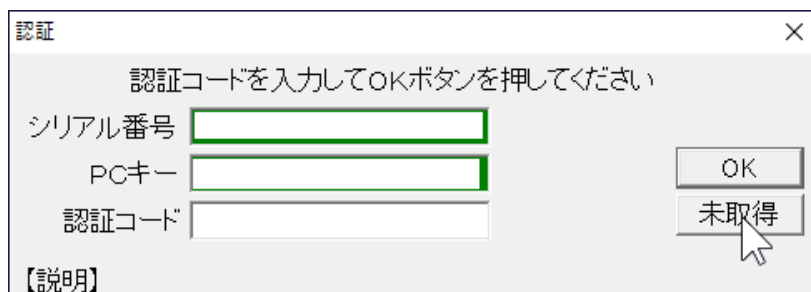 認証
認証コードを入力してOKボタンを押してください
シリアル番号
PCキー
OK
認証コード
未取得
【説明】